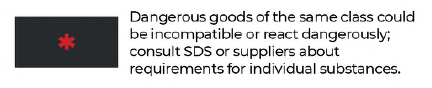 *
Dangerous goods of the same class could
be incompatible or react dangerously;
consult SDS or suppliers about
requirements for individual substances.